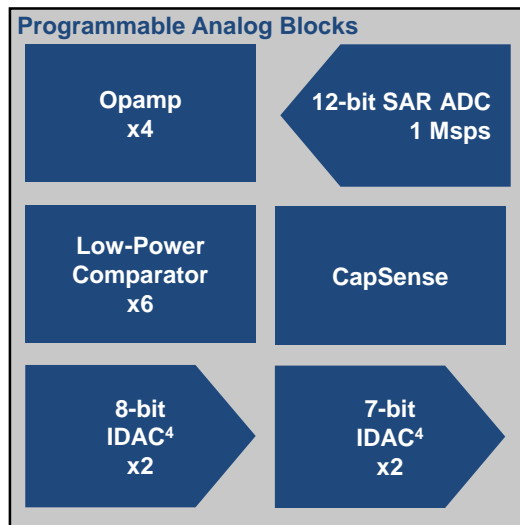 Programmable Analog Blocks
Opamp
x4
12-bit SAR ADC
1 Msps
Low-Power
Comparator
x6
CapSense
8-bit
IDAC⁴
x2
7-bit
IDAC⁴
x2